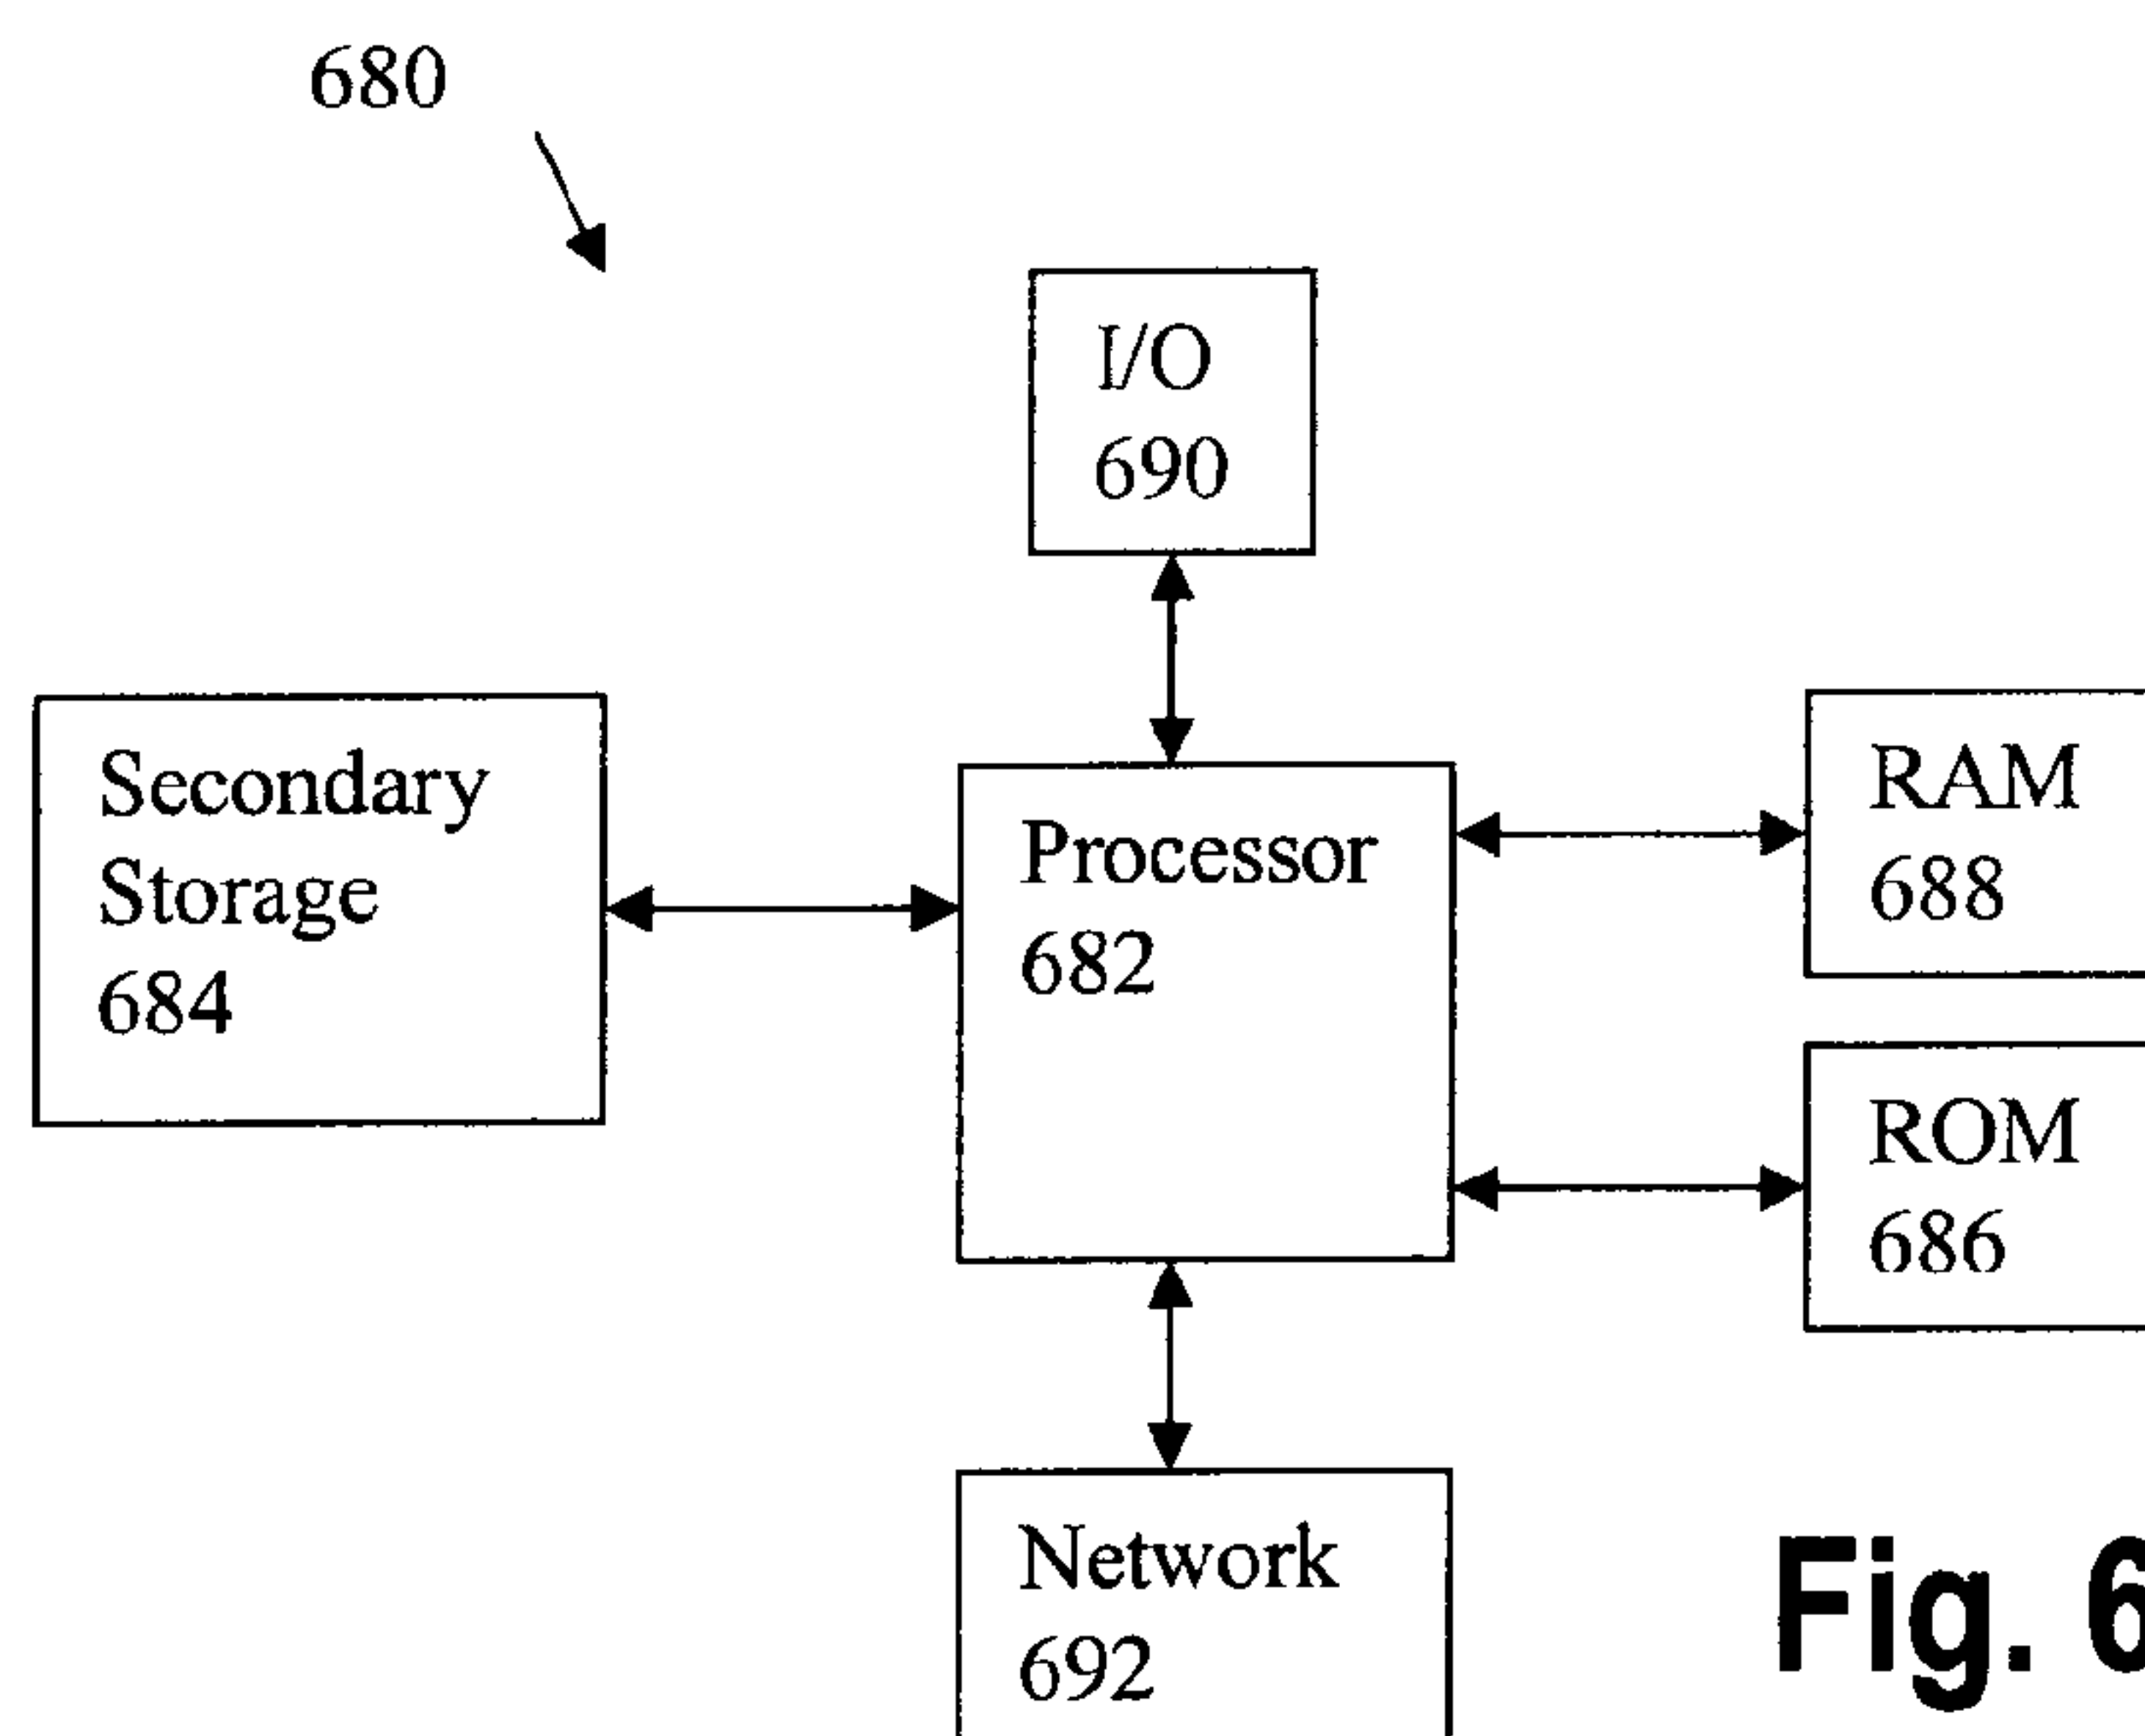 680
I/O
690
Secondary
Storage
684
Processor
682
RAM
688
ROM
686
Network
692
Fig. 6